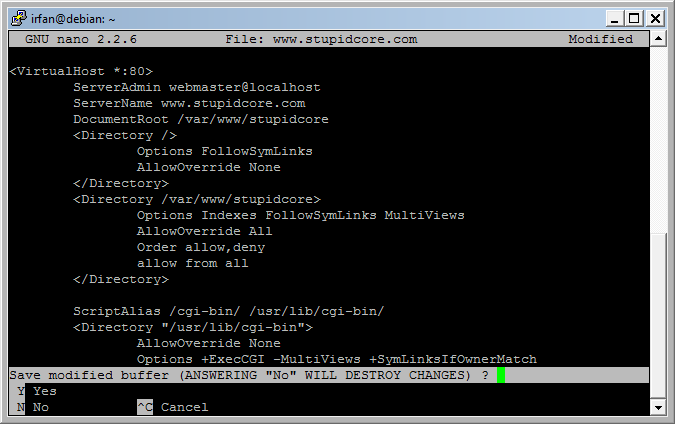 irfan@debian: ~
GNU nano 2.2.6 File: www.stupidcore.com Modified
<VirtualHost *:80>
ServerAdmin webmaster@localhost
ServerName www.stupidcore.com
DocumentRoot /var/www/stupidcore
<Directory />
Options FollowSymLinks
AllowOverride None
</Directory>
<Directory /var/www/stupidcore>
Options Indexes FollowSymLinks MultiViews
AllowOverride All
Order allow,deny
allow from all
</Directory>
ScriptAlias /cgi-bin/ /usr/lib/cgi-bin/
<Directory "/usr/lib/cgi-bin">
AllowOverride None
Options +ExecCGI -MultiViews +SymLinksIfOwnerMatch
Save modified buffer (ANSWERING "No" WILL DESTROY CHANGES) ?
Y Yes
N No ^C Cancel